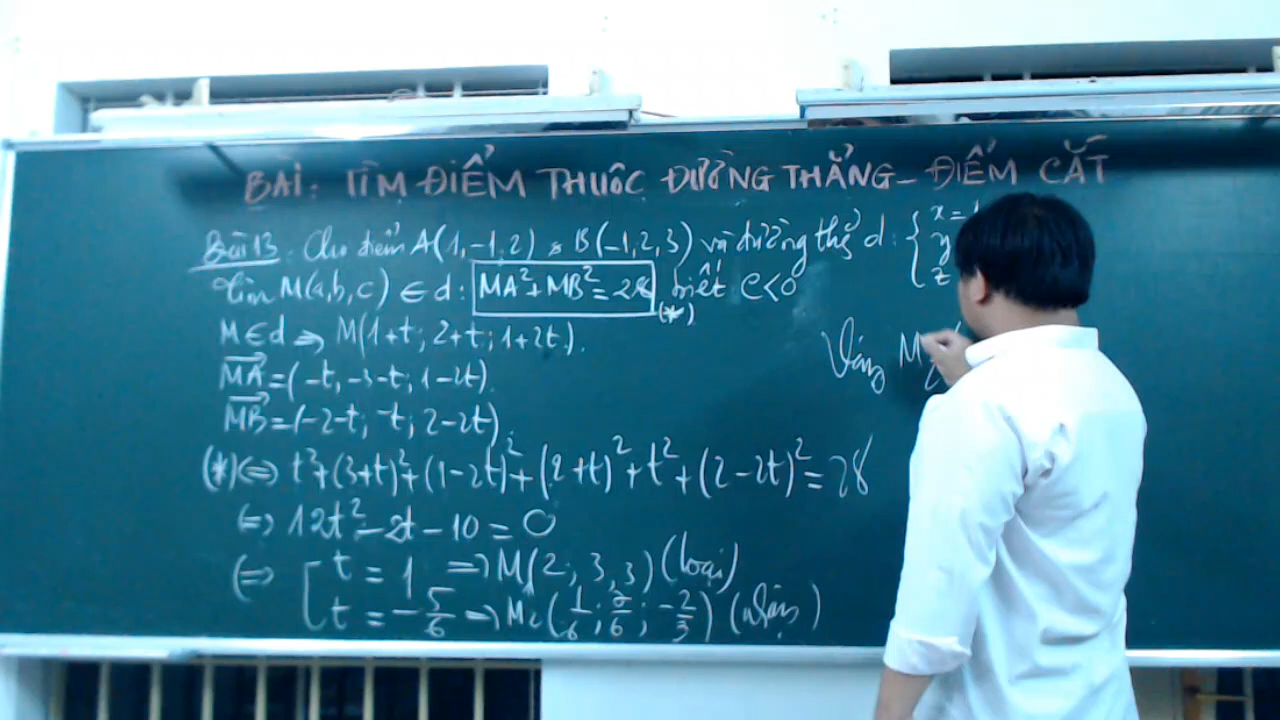 BÀI: TÌM ĐIỂM THUỘC ĐƯỜNG THẲNG - ĐIỂM CẮT
Bài 13: Cho điểm A(1,-1,2) B(-1,2,3) và đường thẳng d: { x=1
y
z
Tìm M(a,b,c) ∈ d: MA²+MB²=28 biết C<0
(*)
M∈d ⇒ M(1+t; 2+t; 1+2t).
Vậy M
MA=(-t,-3-t; 1-2t).
MB=(-2-t; -t; 2-2t).
(*) ⇔ t²+(3+t)²+(1-2t)²+(2+t)²+t²+(2-2t)²=28
⇔ 12t²-2t-10=0
⇔ [ t=1 ⇒ M(2; 3,3) (loại)
t=-5/6 ⇒ M(1/6; 7/6; -2/3) (nhận)